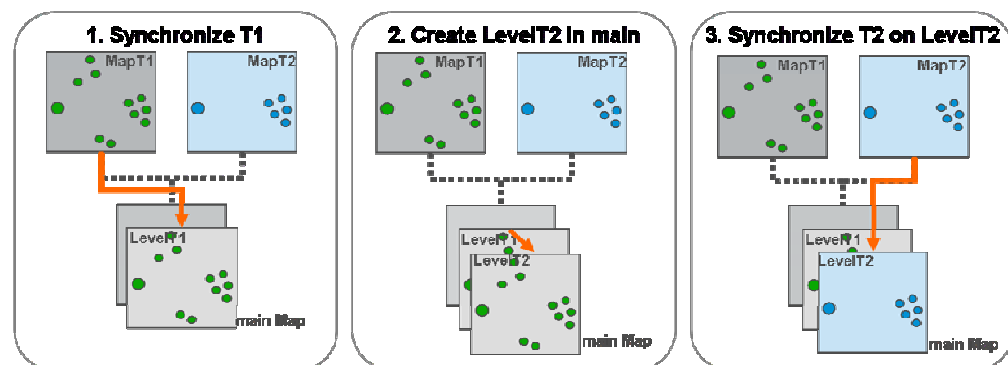 1. Synchronize T1
MapT1
MapT2
LevelT1
main Map
2. Create LevelT2 in main
MapT1
MapT2
LevelT1
LevelT2
main Map
3. Synchronize T2 on LevelT2
MapT1
MapT2
LevelT1
LevelT2
main Map